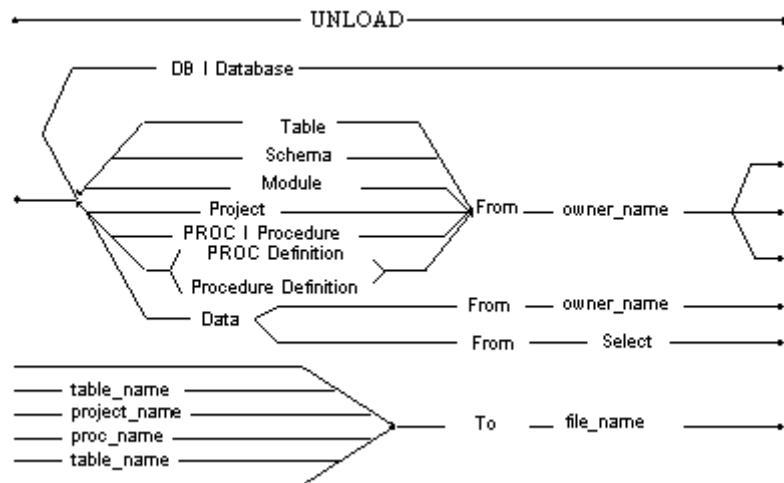 UNLOAD
DB | Database
Table
Schema
Module
Project
From owner_name
PROC | Procedure
PROC Definition
Procedure Definition
Data From owner_name
From Select
table_name
project_name
To file_name
proc_name
table_name